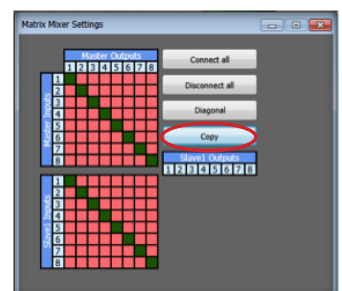 Matrix Mixer Settings
Master Outputs
1 2 3 4 5 6 7 8
Master Inputs
1
2
3
4
5
6
7
8
Connect all
Disconnect all
Diagonal
Copy
Slave1 Outputs
1 2 3 4 5 6 7 8
Slave1 Inputs
1
2
3
4
5
6
7
8